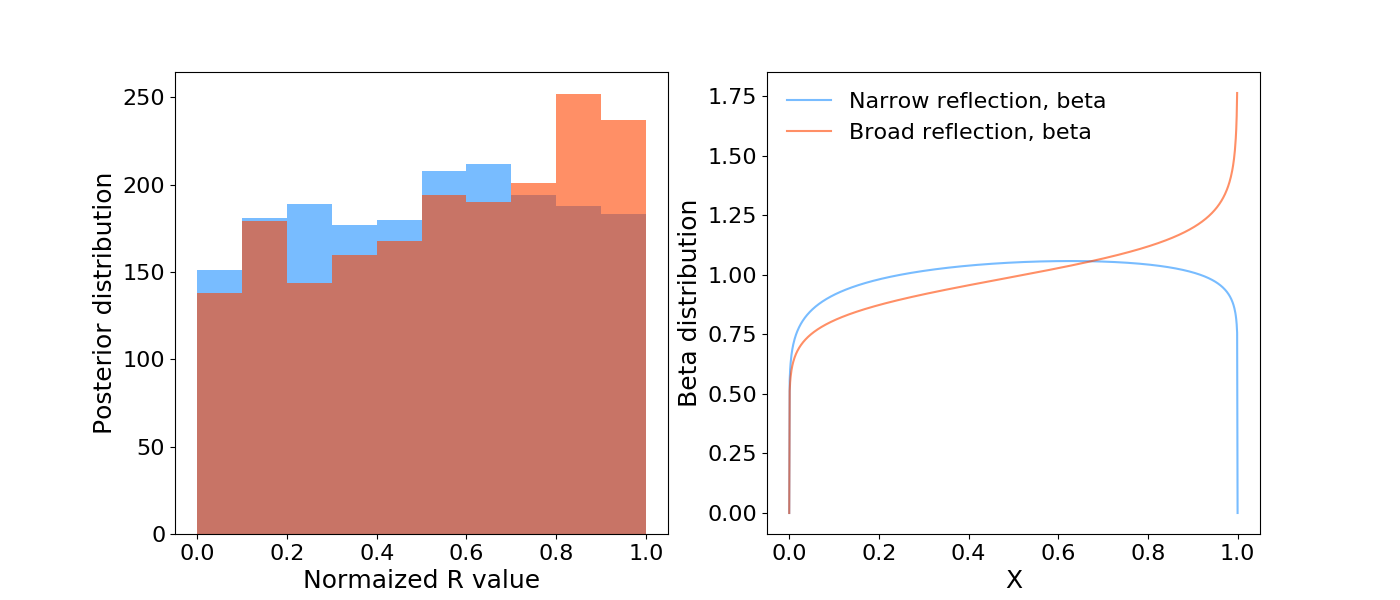 Posterior distribution
250
200
150
100
50
0
0.0 0.2 0.4 0.6 0.8 1.0
Normaized R value
Beta distribution
1.75
1.50
1.25
1.00
0.75
0.50
0.25
0.00
Narrow reflection, beta
Broad reflection, beta
0.0 0.2 0.4 0.6 0.8 1.0
X